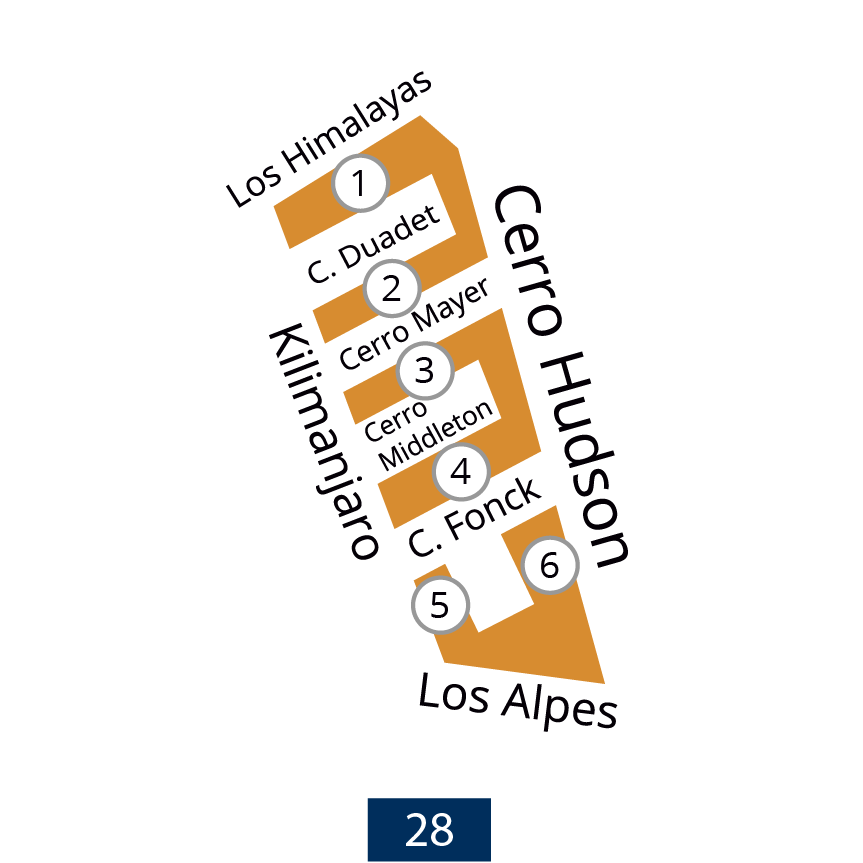 Los Himalayas
1
C. Duadet
2
Cerro Mayer
3
Cerro
Middleton
4
C. Fonck
5
6
Kilimanjaro
Cerro Hudson
Los Alpes
28